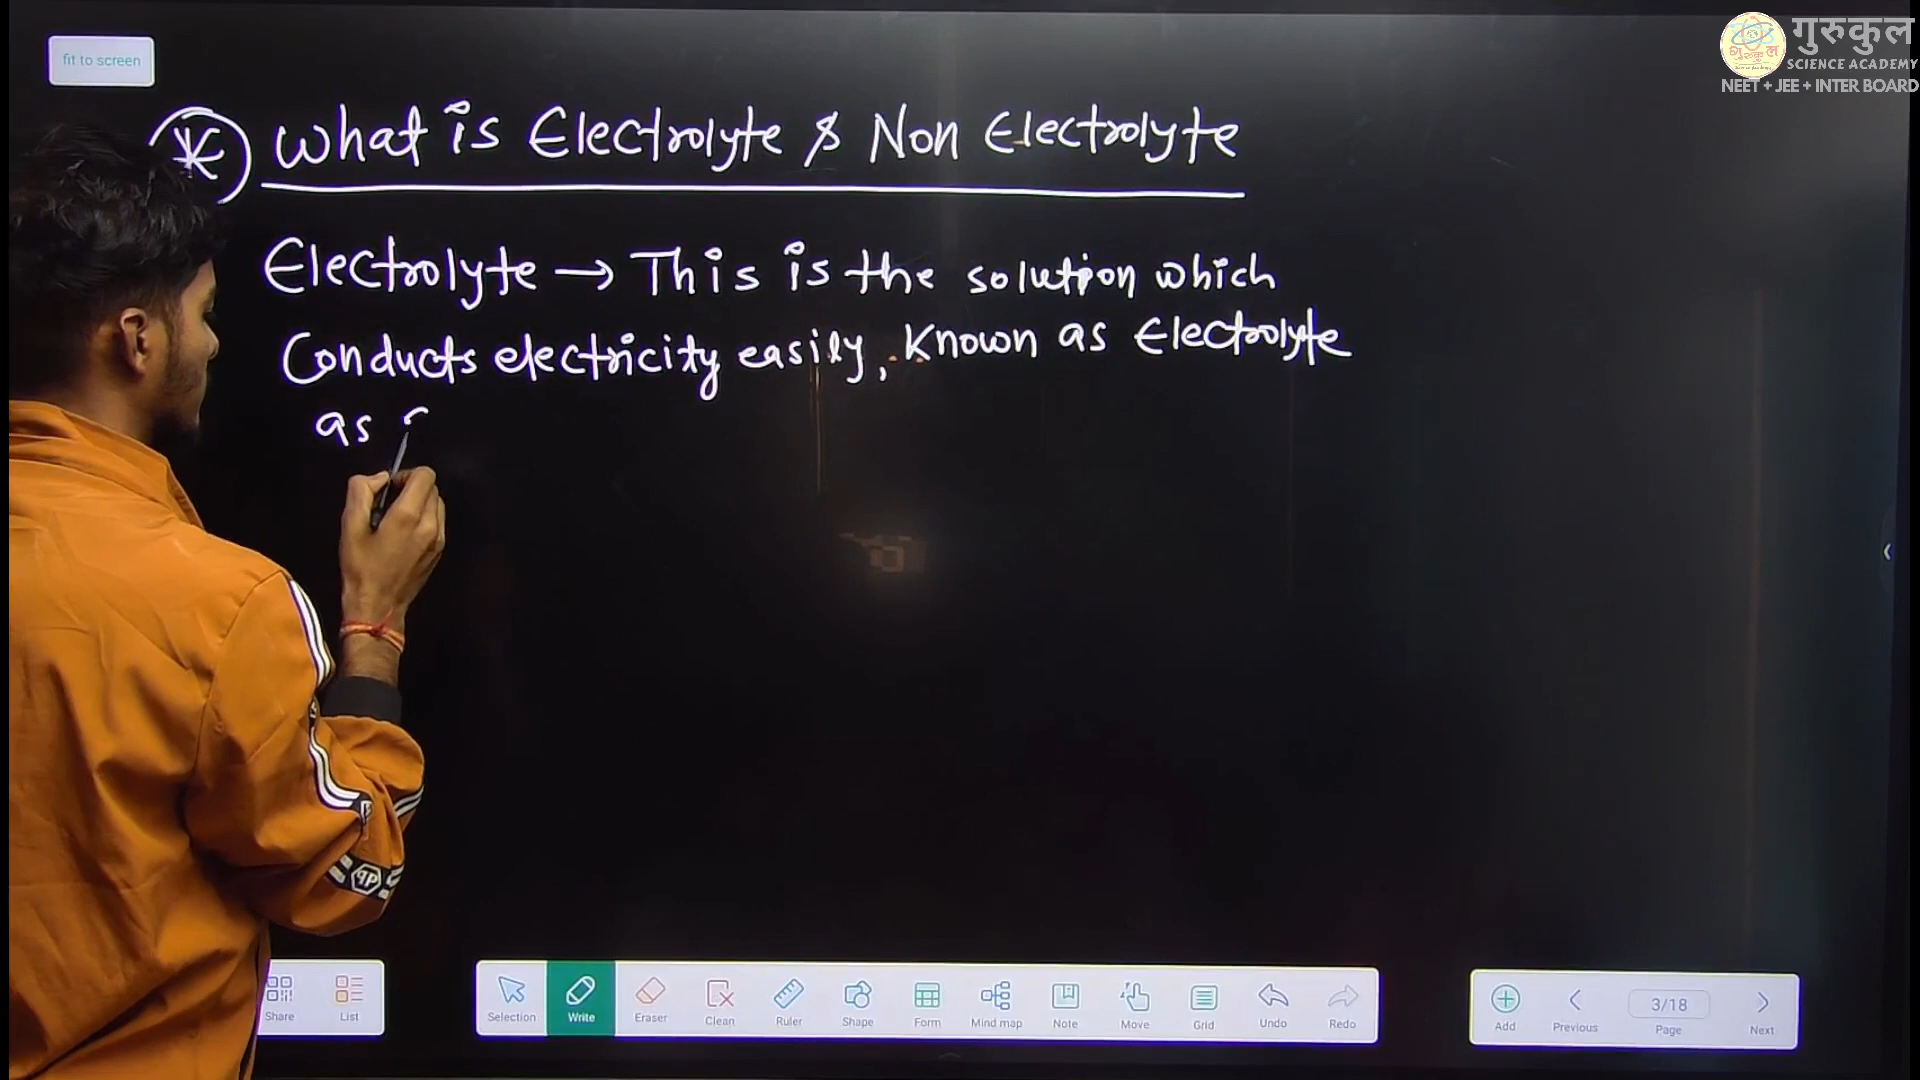 fit to screen
गुरुकुल
SCIENCE ACADEMY
NEET + JEE + INTER BOARD
What is Electrolyte & Non Electrolyte
Electrolyte → This is the solution which
Conducts electricity easily, Known as Electrolyte
as
Share
List
Selection
Write
Eraser
Clean
Ruler
Shape
Form
Mind map
Note
Move
Grid
Undo
Redo
Add
Previous
3/18
Page
Next